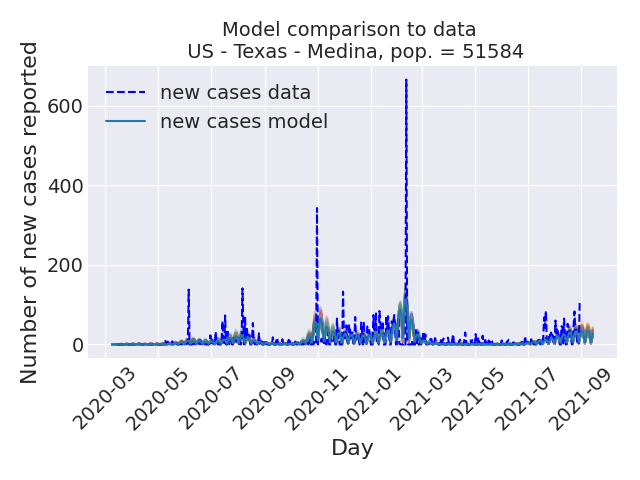 Model comparison to data
US - Texas - Medina, pop. = 51584
Number of new cases reported
600
400
200
0
new cases data
new cases model
2020-03
2020-05
2020-07
2020-09
2020-11
2021-01
2021-03
2021-05
2021-07
2021-09
Day